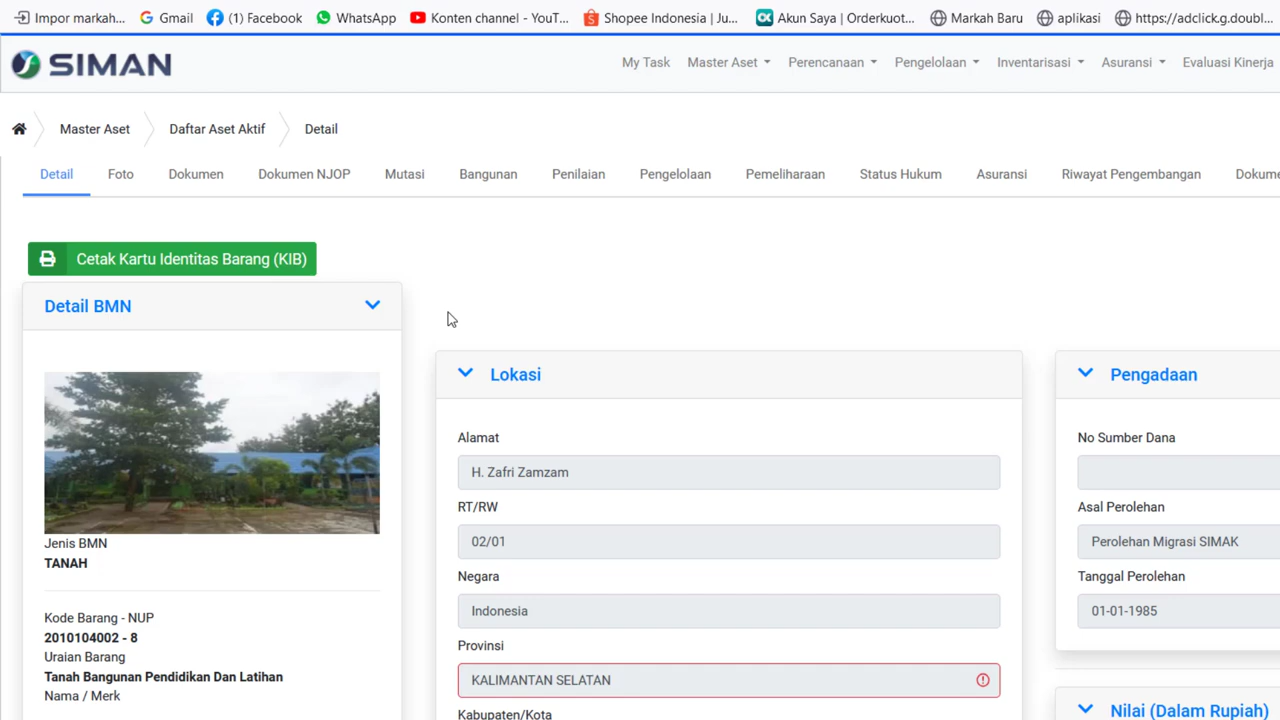 Impor markah... Gmail (1) Facebook WhatsApp Konten channel - YouT... Shopee Indonesia | Ju... Akun Saya | Orderkuot... Markah Baru aplikasi https://adclick.g.doubl...
SIMAN My Task Master Aset Perencanaan Pengelolaan Inventarisasi Asuransi Evaluasi Kinerja
Master Aset Daftar Aset Aktif Detail
Detail Foto Dokumen Dokumen NJOP Mutasi Bangunan Penilaian Pengelolaan Pemeliharaan Status Hukum Asuransi Riwayat Pengembangan Dokume
Cetak Kartu Identitas Barang (KIB)
Detail BMN
Jenis BMN
TANAH
Kode Barang - NUP
2010104002 - 8
Uraian Barang
Tanah Bangunan Pendidikan Dan Latihan
Nama / Merk
Lokasi
Alamat
H. Zafri Zamzam
RT/RW
02/01
Negara
Indonesia
Provinsi
KALIMANTAN SELATAN
Kabupaten/Kota
Pengadaan
No Sumber Dana
Asal Perolehan
Perolehan Migrasi SIMAK
Tanggal Perolehan
01-01-1985
Nilai (Dalam Rupiah)